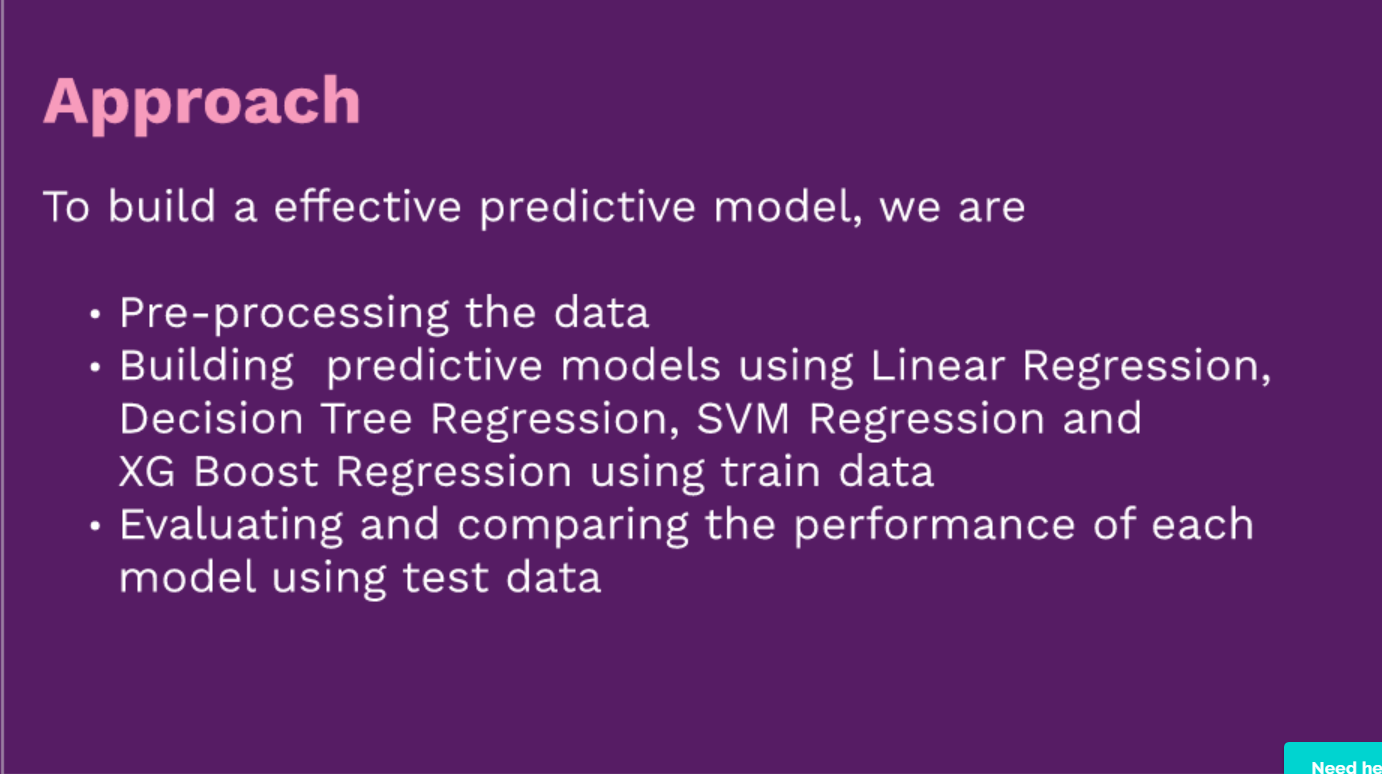 Approach
To build a effective predictive model, we are
• Pre-processing the data
• Building  predictive models using Linear Regression,
Decision Tree Regression, SVM Regression and
XG Boost Regression using train data
• Evaluating and comparing the performance of each
model using test data
Need he